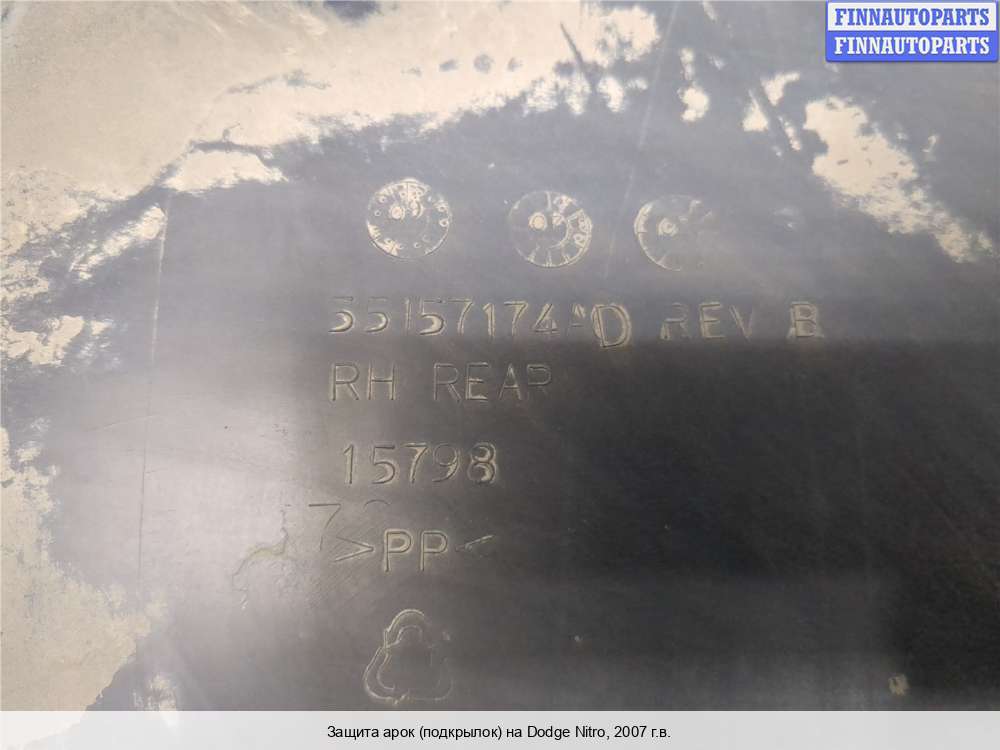 FINNAUTOPARTS
FINNAUTOPARTS
55157174AD REV B
RH REAR
15798
>PP<
Защита арок (подкрылок) на Dodge Nitro, 2007 г.в.